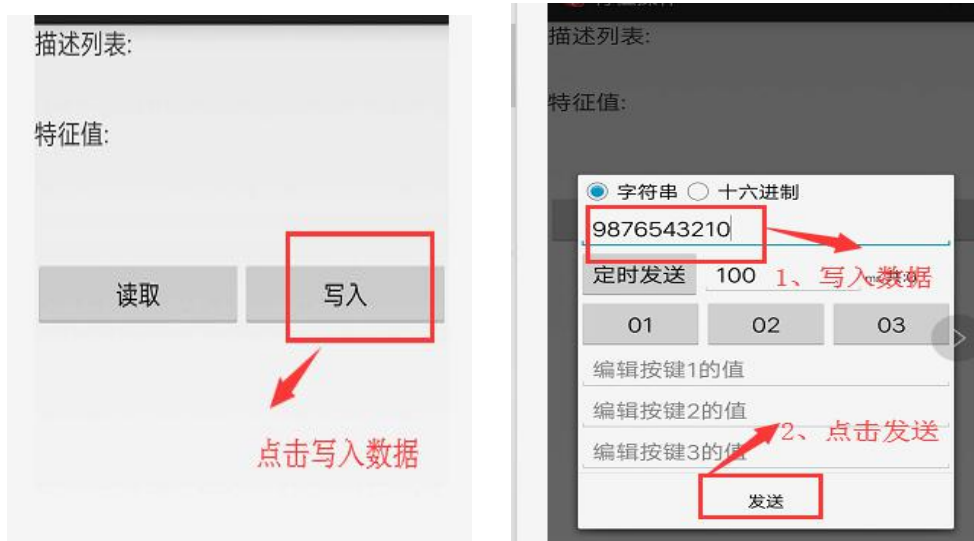 描述列表:
特征值:
读取
写入
点击写入数据
描述列表:
特征值:
字符串 十六进制
9876543210
定时发送 100
1、写入数据
01 02 03
编辑按键1的值
编辑按键2的值
2、点击发送
编辑按键3的值
发送